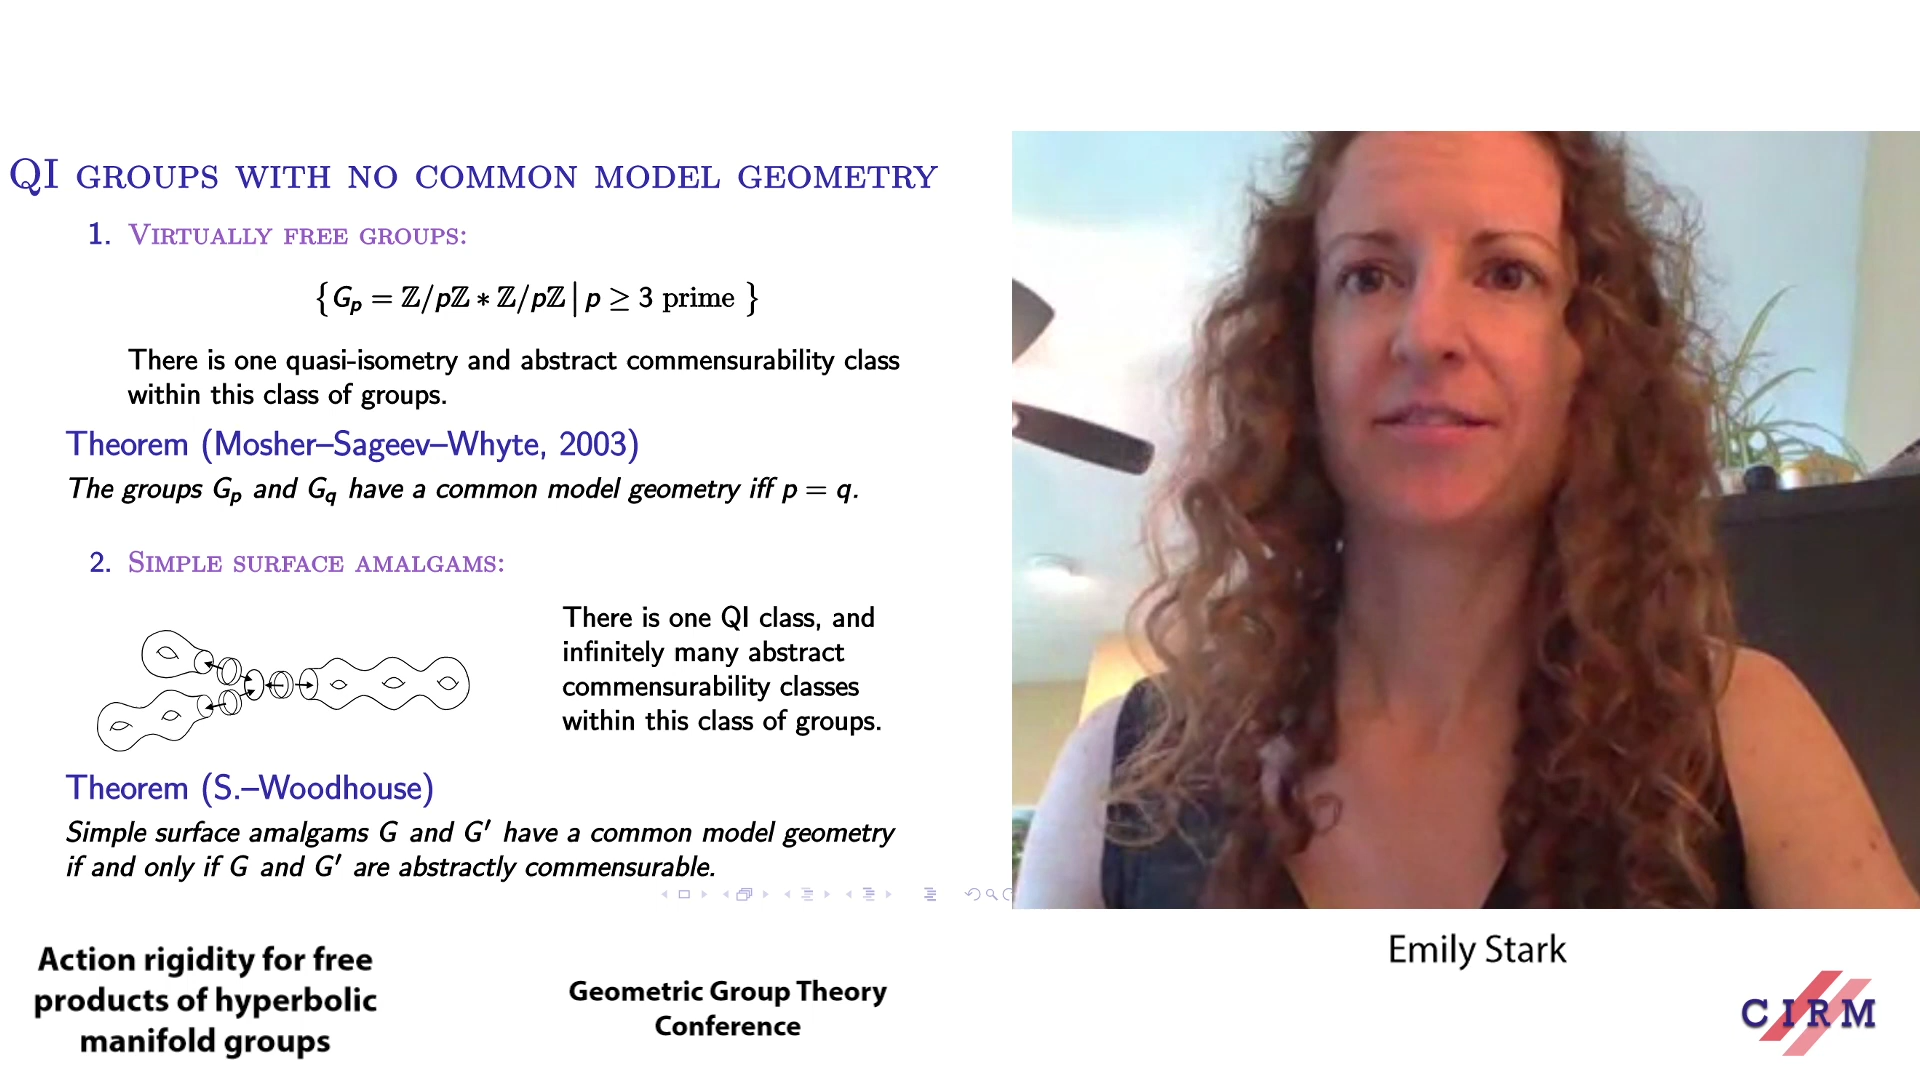 QI GROUPS WITH NO COMMON MODEL GEOMETRY
1. VIRTUALLY FREE GROUPS:
{ G_p = ℤ/pℤ ∗ ℤ/pℤ | p ≥ 3 prime }
There is one quasi-isometry and abstract commensurability class
within this class of groups.
Theorem (Mosher–Sageev–Whyte, 2003)
The groups G_p and G_q have a common model geometry iff p = q.
2. SIMPLE SURFACE AMALGAMS:
There is one QI class, and
infinitely many abstract
commensurability classes
within this class of groups.
Theorem (S.–Woodhouse)
Simple surface amalgams G and G′ have a common model geometry
if and only if G and G′ are abstractly commensurable.
Action rigidity for free
products of hyperbolic
manifold groups
Geometric Group Theory
Conference
Emily Stark
CIRM